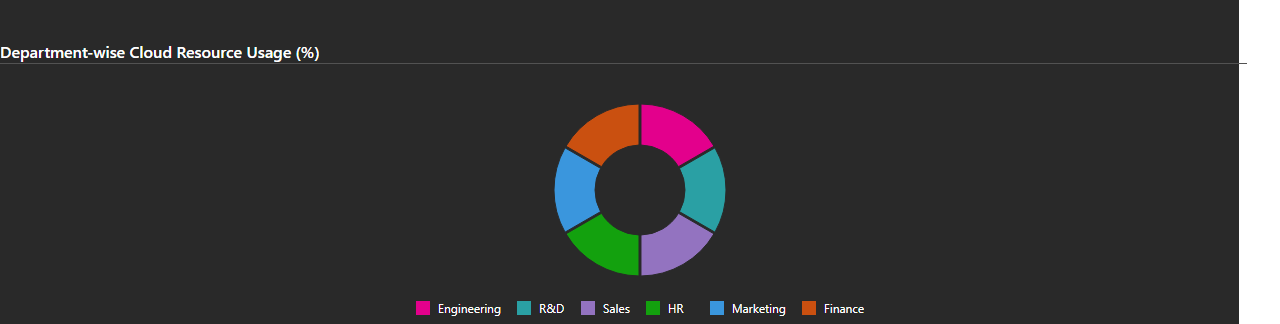 Department-wise Cloud Resource Usage (%)
Engineering R&D Sales HR Marketing Finance